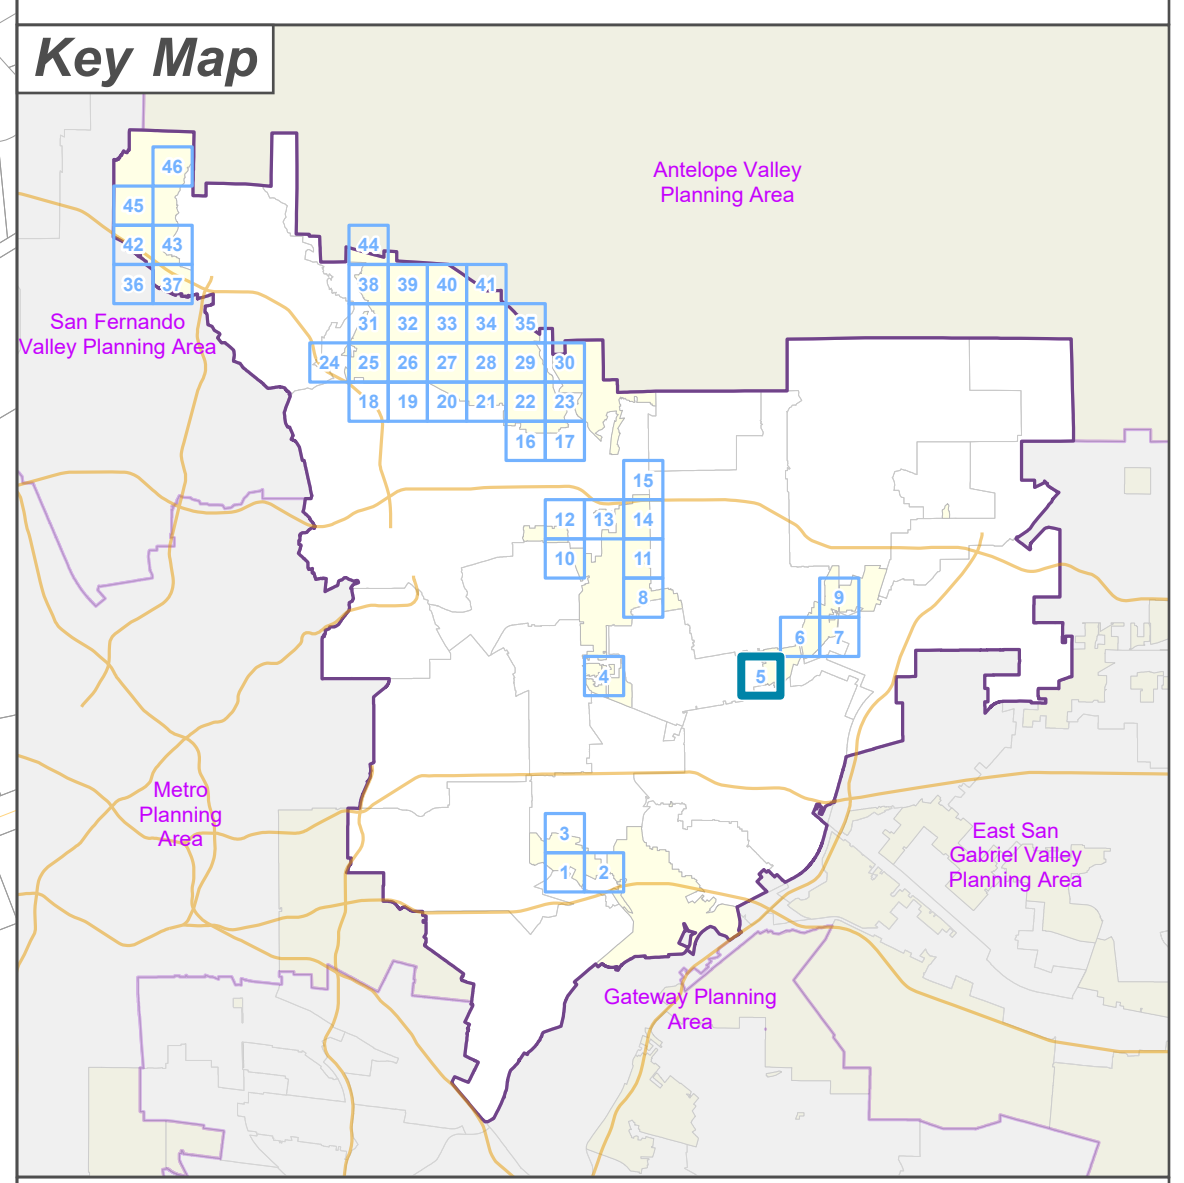 Key Map
Antelope Valley
Planning Area
46
45
42 43
44
36 37
38 39 40 41
San Fernando
Valley Planning Area
31 32 33 34 35
24 25 26 27 28 29 30
18 19 20 21 22 23
16 17
15
12 13 14
10 11
8 9
6 7
4 5
Metro
Planning
Area
3
1 2
East San
Gabriel Valley
Planning Area
Gateway Planning
Area